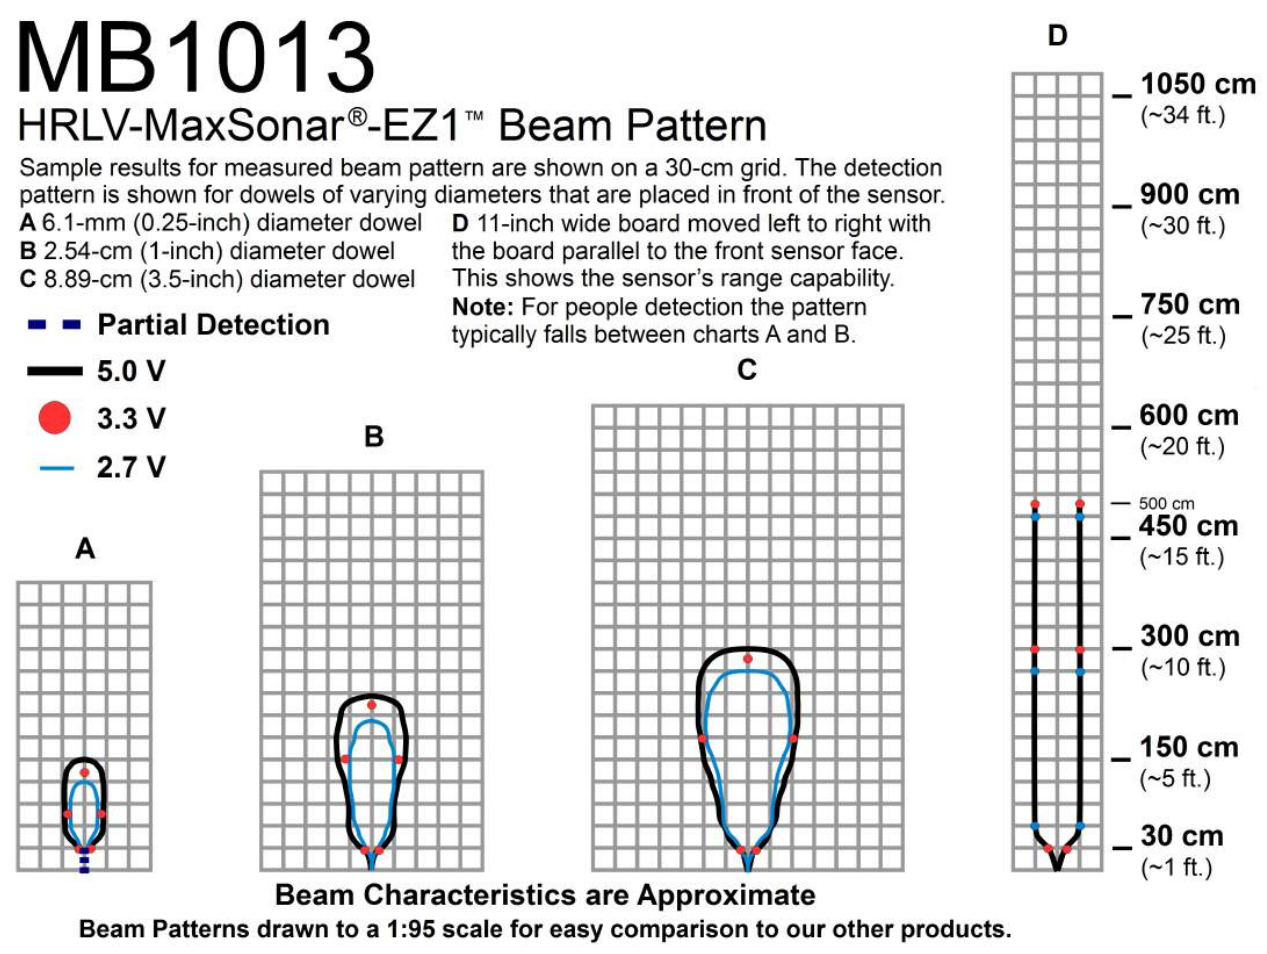 MB1013
HRLV-MaxSonar®-EZ1™ Beam Pattern
Sample results for measured beam pattern are shown on a 30-cm grid. The detection
pattern is shown for dowels of varying diameters that are placed in front of the sensor.
A 6.1-mm (0.25-inch) diameter dowel
B 2.54-cm (1-inch) diameter dowel
C 8.89-cm (3.5-inch) diameter dowel
D 11-inch wide board moved left to right with
the board parallel to the front sensor face.
This shows the sensor's range capability.
Note: For people detection the pattern
typically falls between charts A and B.
Partial Detection
5.0 V
3.3 V
2.7 V
A
B
C
D
1050 cm
(~34 ft.)
900 cm
(~30 ft.)
750 cm
(~25 ft.)
600 cm
(~20 ft.)
500 cm
450 cm
(~15 ft.)
300 cm
(~10 ft.)
150 cm
(~5 ft.)
30 cm
(~1 ft.)
Beam Characteristics are Approximate
Beam Patterns drawn to a 1:95 scale for easy comparison to our other products.